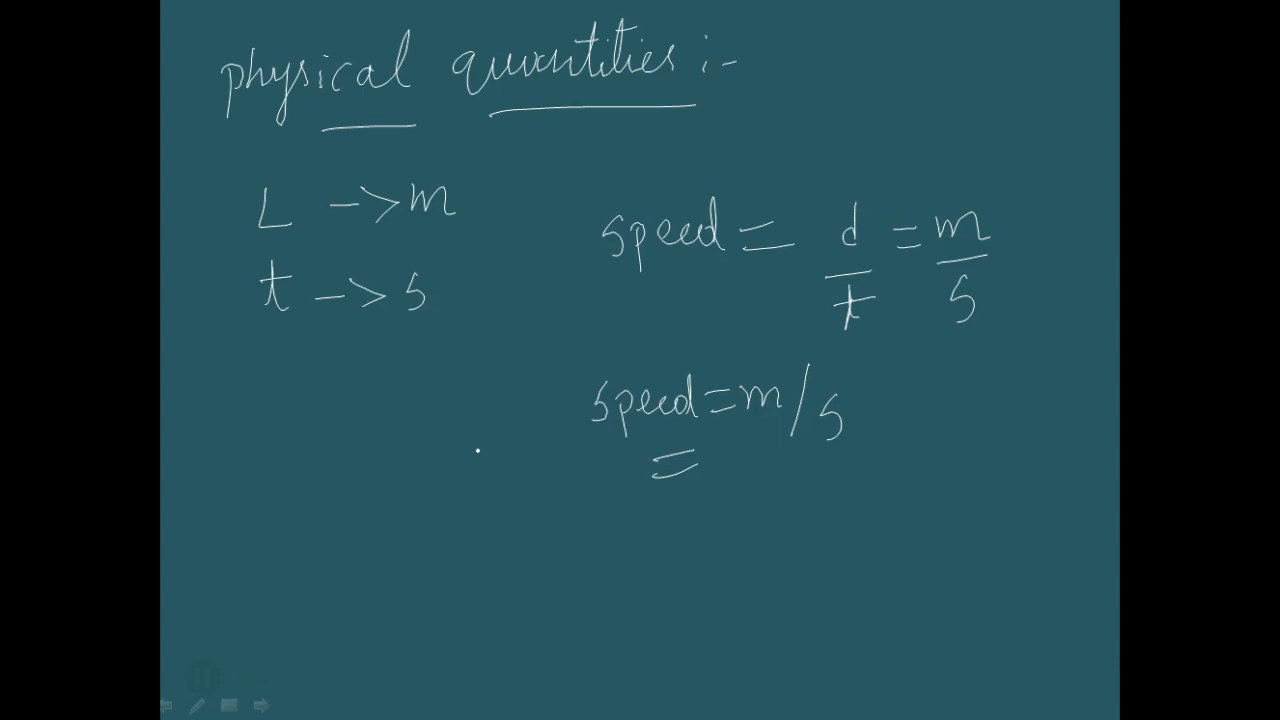 physical quantities :-
L -> m
t -> s
speed = d/t = m/s
speed = m/s